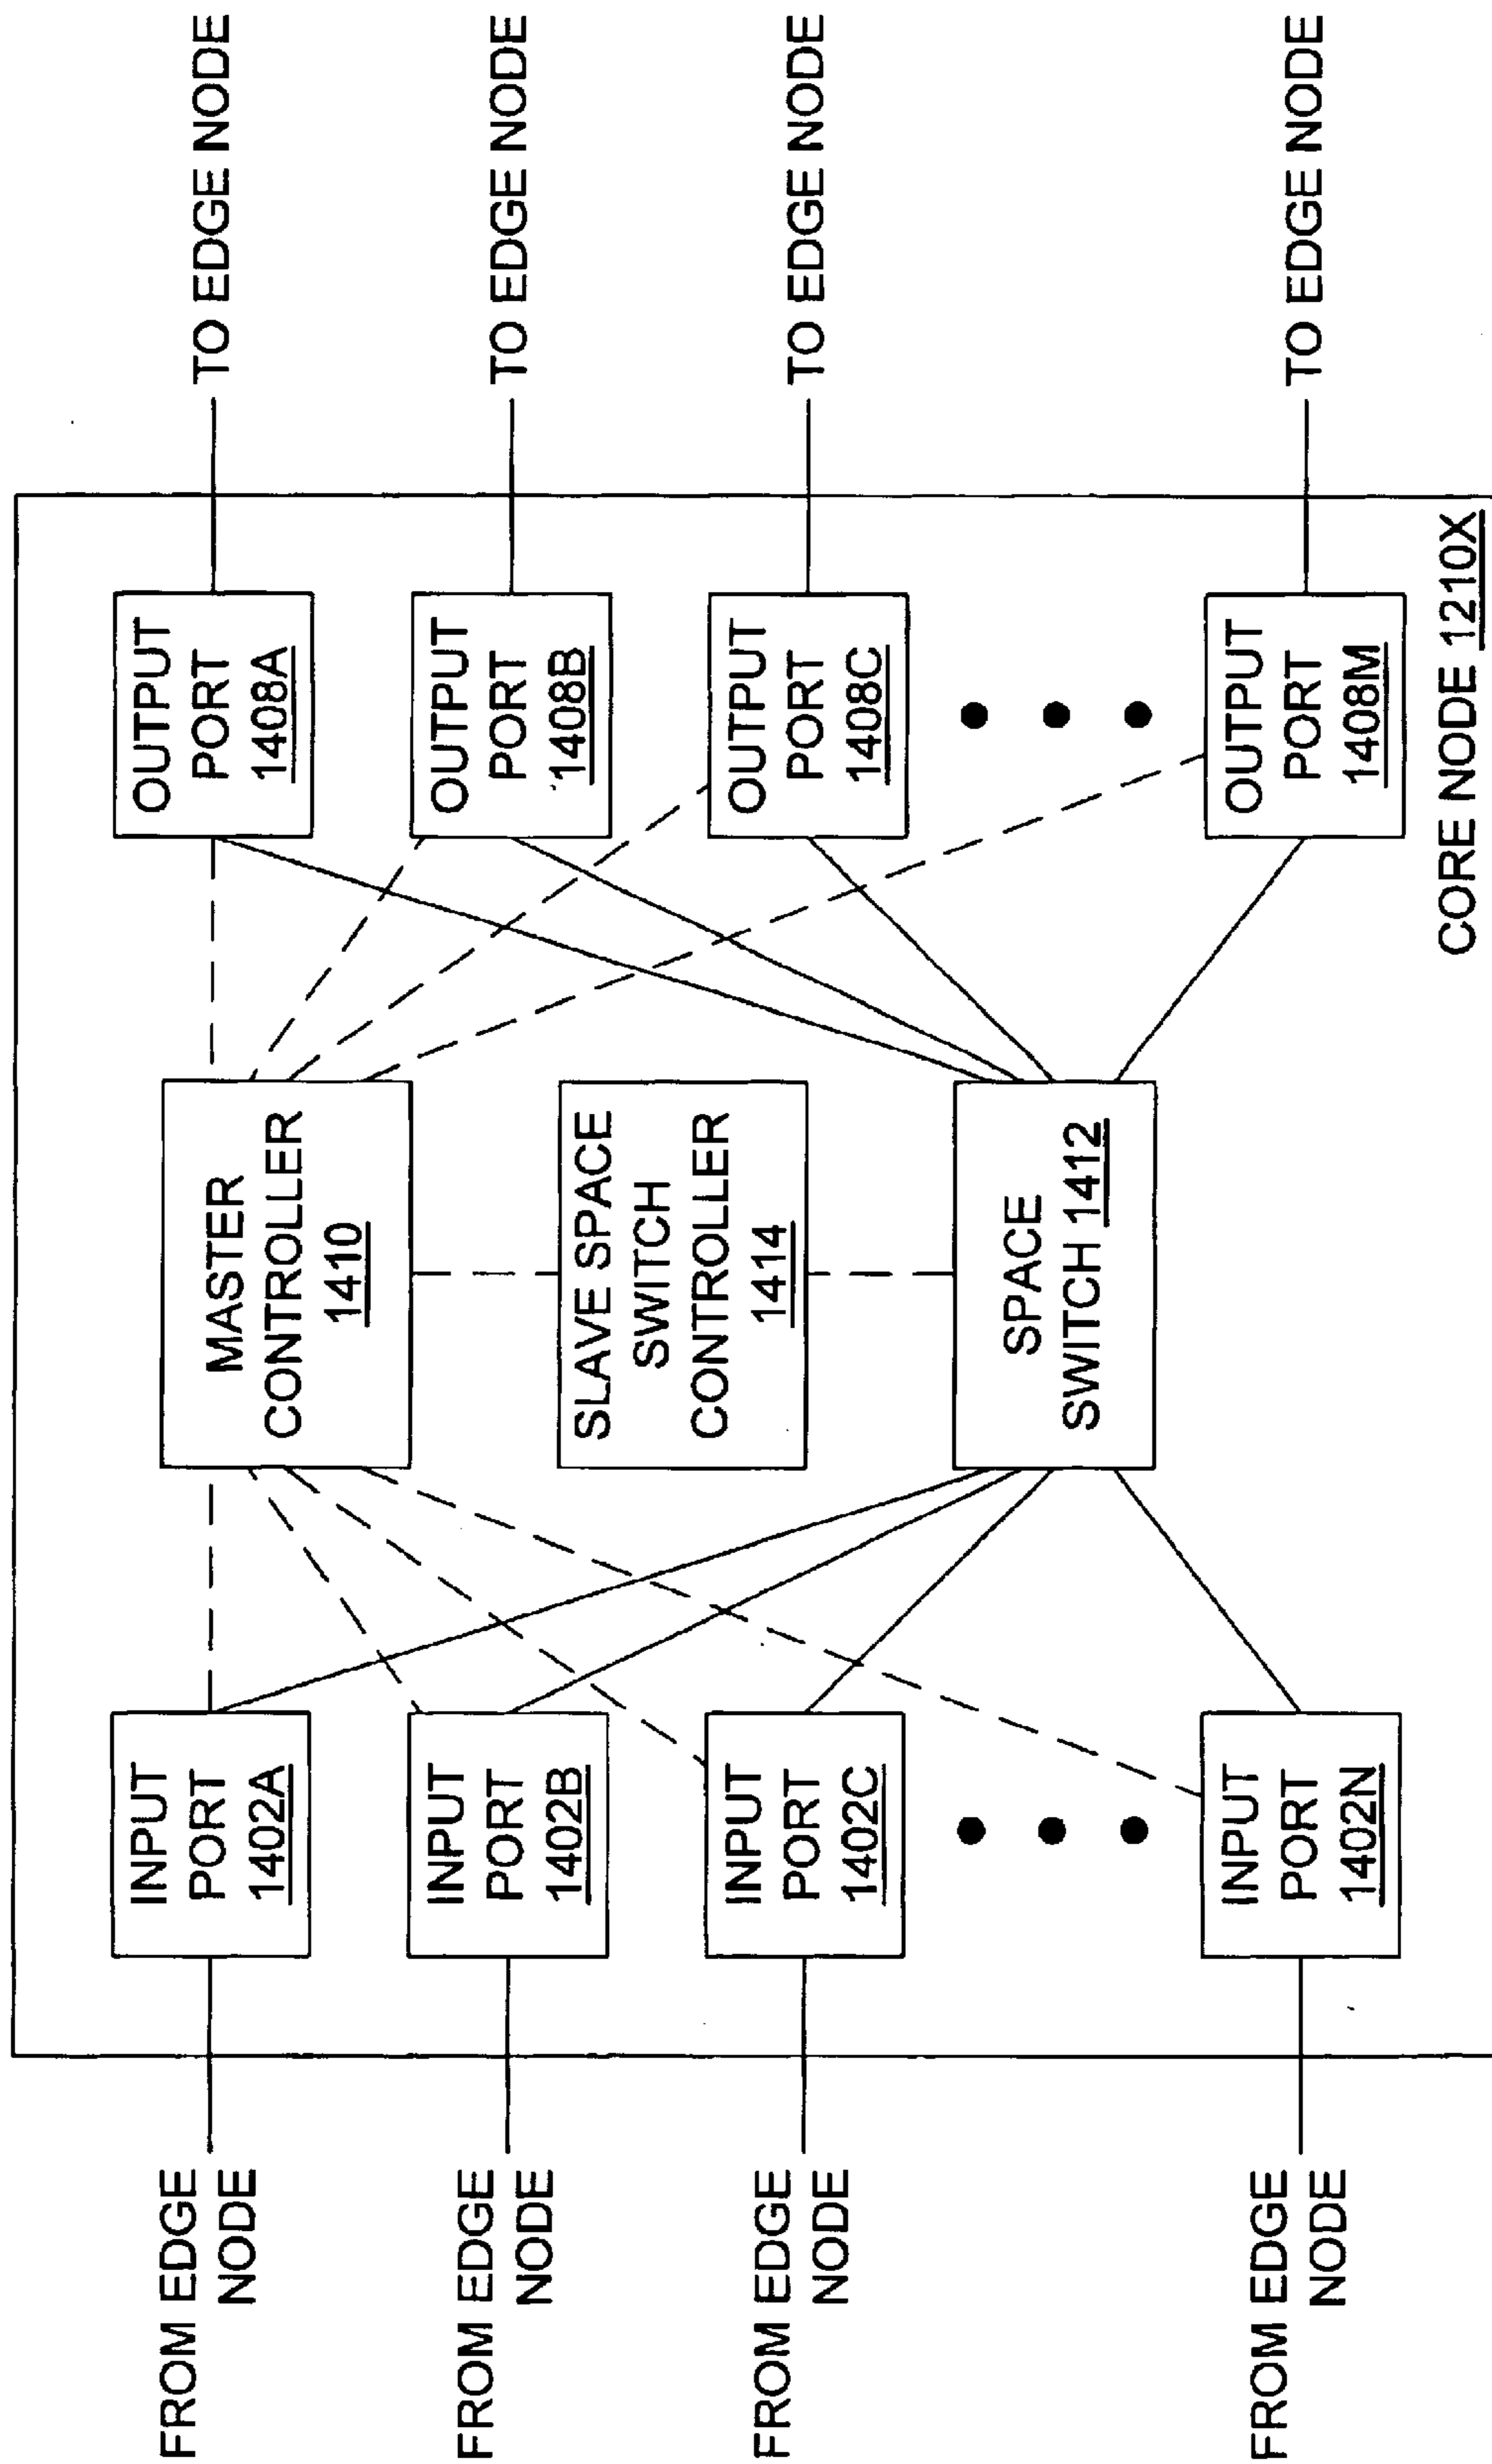 FROM EDGE
NODE
FROM EDGE
NODE
FROM EDGE
NODE
FROM EDGE
NODE
INPUT
PORT
1402A
INPUT
PORT
1402B
INPUT
PORT
1402C
INPUT
PORT
1402N
MASTER
CONTROLLER
1410
SLAVE SPACE
SWITCH
CONTROLLER
1414
SPACE
SWITCH 1412
OUTPUT
PORT
1408A
OUTPUT
PORT
1408B
OUTPUT
PORT
1408C
OUTPUT
PORT
1408M
CORE NODE 1210X
TO EDGE NODE
TO EDGE NODE
TO EDGE NODE
TO EDGE NODE